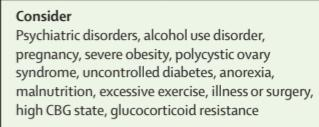 Consider
Psychiatric disorders, alcohol use disorder,
pregnancy, severe obesity, polycystic ovary
syndrome, uncontrolled diabetes, anorexia,
malnutrition, excessive exercise, illness or surgery,
high CBG state, glucocorticoid resistance